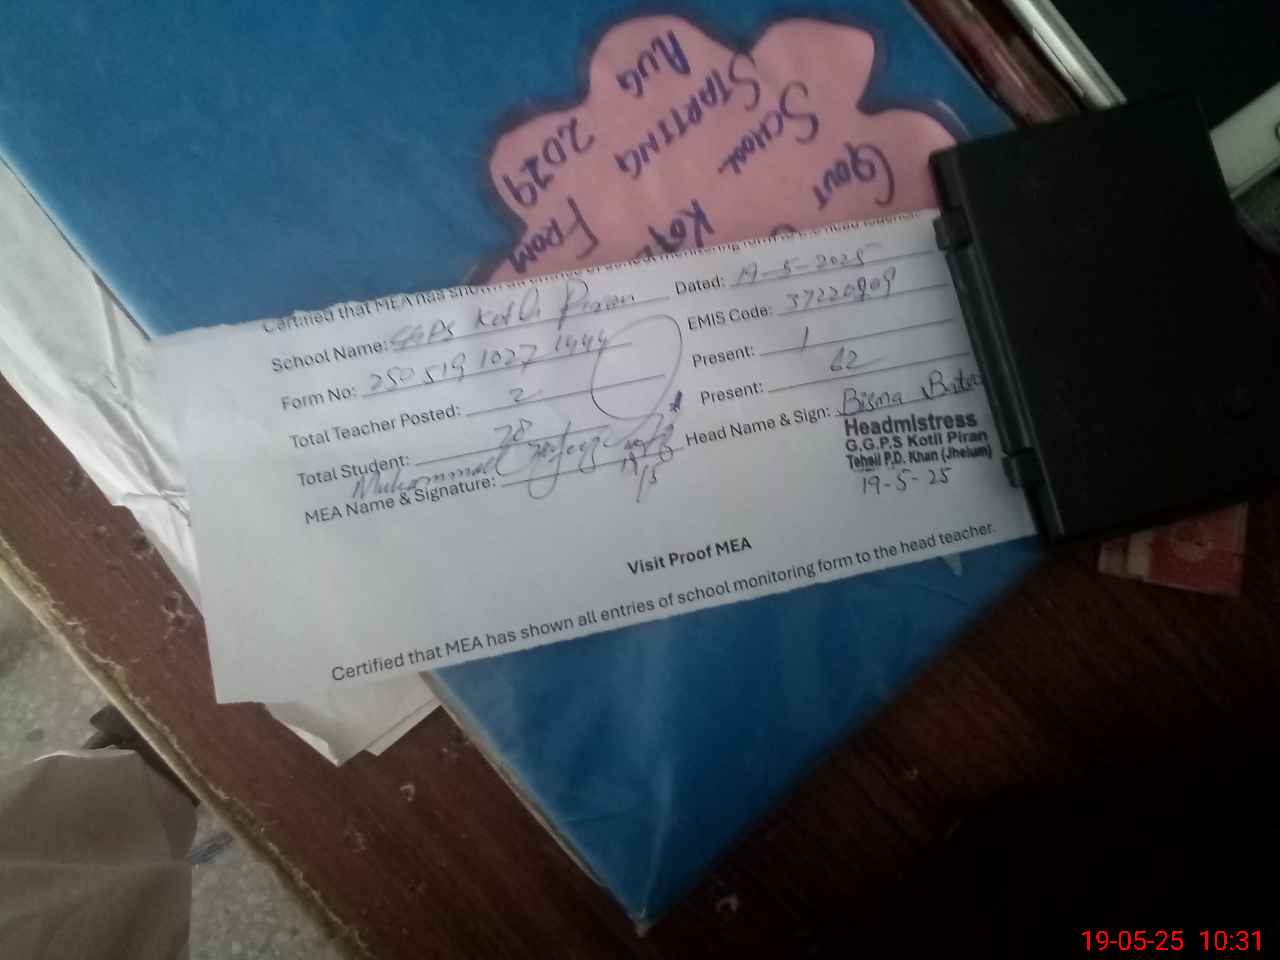 AUG
STARTING
2029
SCHOOL
GOVT
FROM
Certified that MEA has shown all entries of school monitoring form to the head teacher.
School Name: GGPS Kotli Piran
Dated: 19-5-2025
Form No: 250519 1027 1444
EMIS Code: 37220909
Total Teacher Posted: 2
Present: 1
Total Student: 78
Present: 62
MEA Name & Signature: Muhammad
19/5
Head Name & Sign: Bisma
Headmistress
G.G.P.S Kotli Piran
Tehsil P.D. Khan (Jhelum)
19-5-25
Visit Proof MEA
Certified that MEA has shown all entries of school monitoring form to the head teacher.
19-05-25 10:31